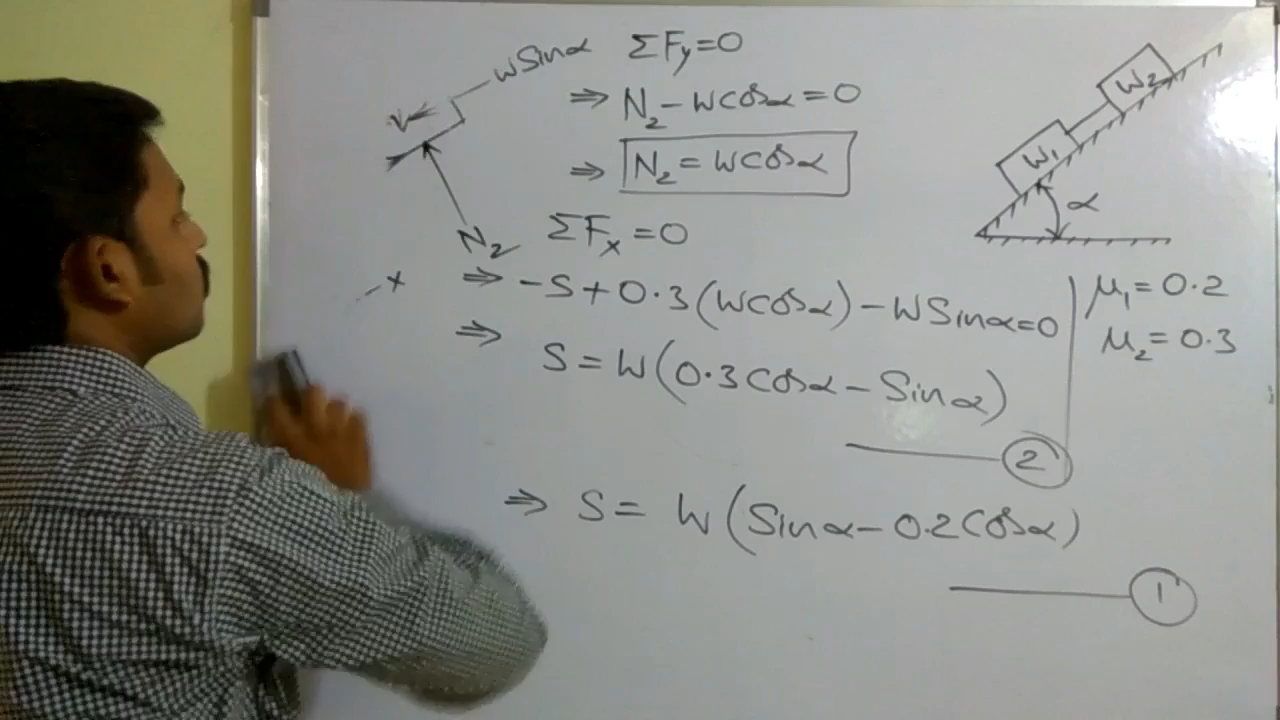 WSinα
ΣFy=0
⇒ N₂-Wcosα=0
⇒ N₂=Wcosα
N₂
ΣFx=0
x
⇒ -S+0.3(Wcosα)-WSinα=0
⇒ S=W(0.3cosα-Sinα)
2
⇒ S= W(Sinα-0.2cosα)
1
W2
W1
α
μ₁=0.2
μ₂=0.3